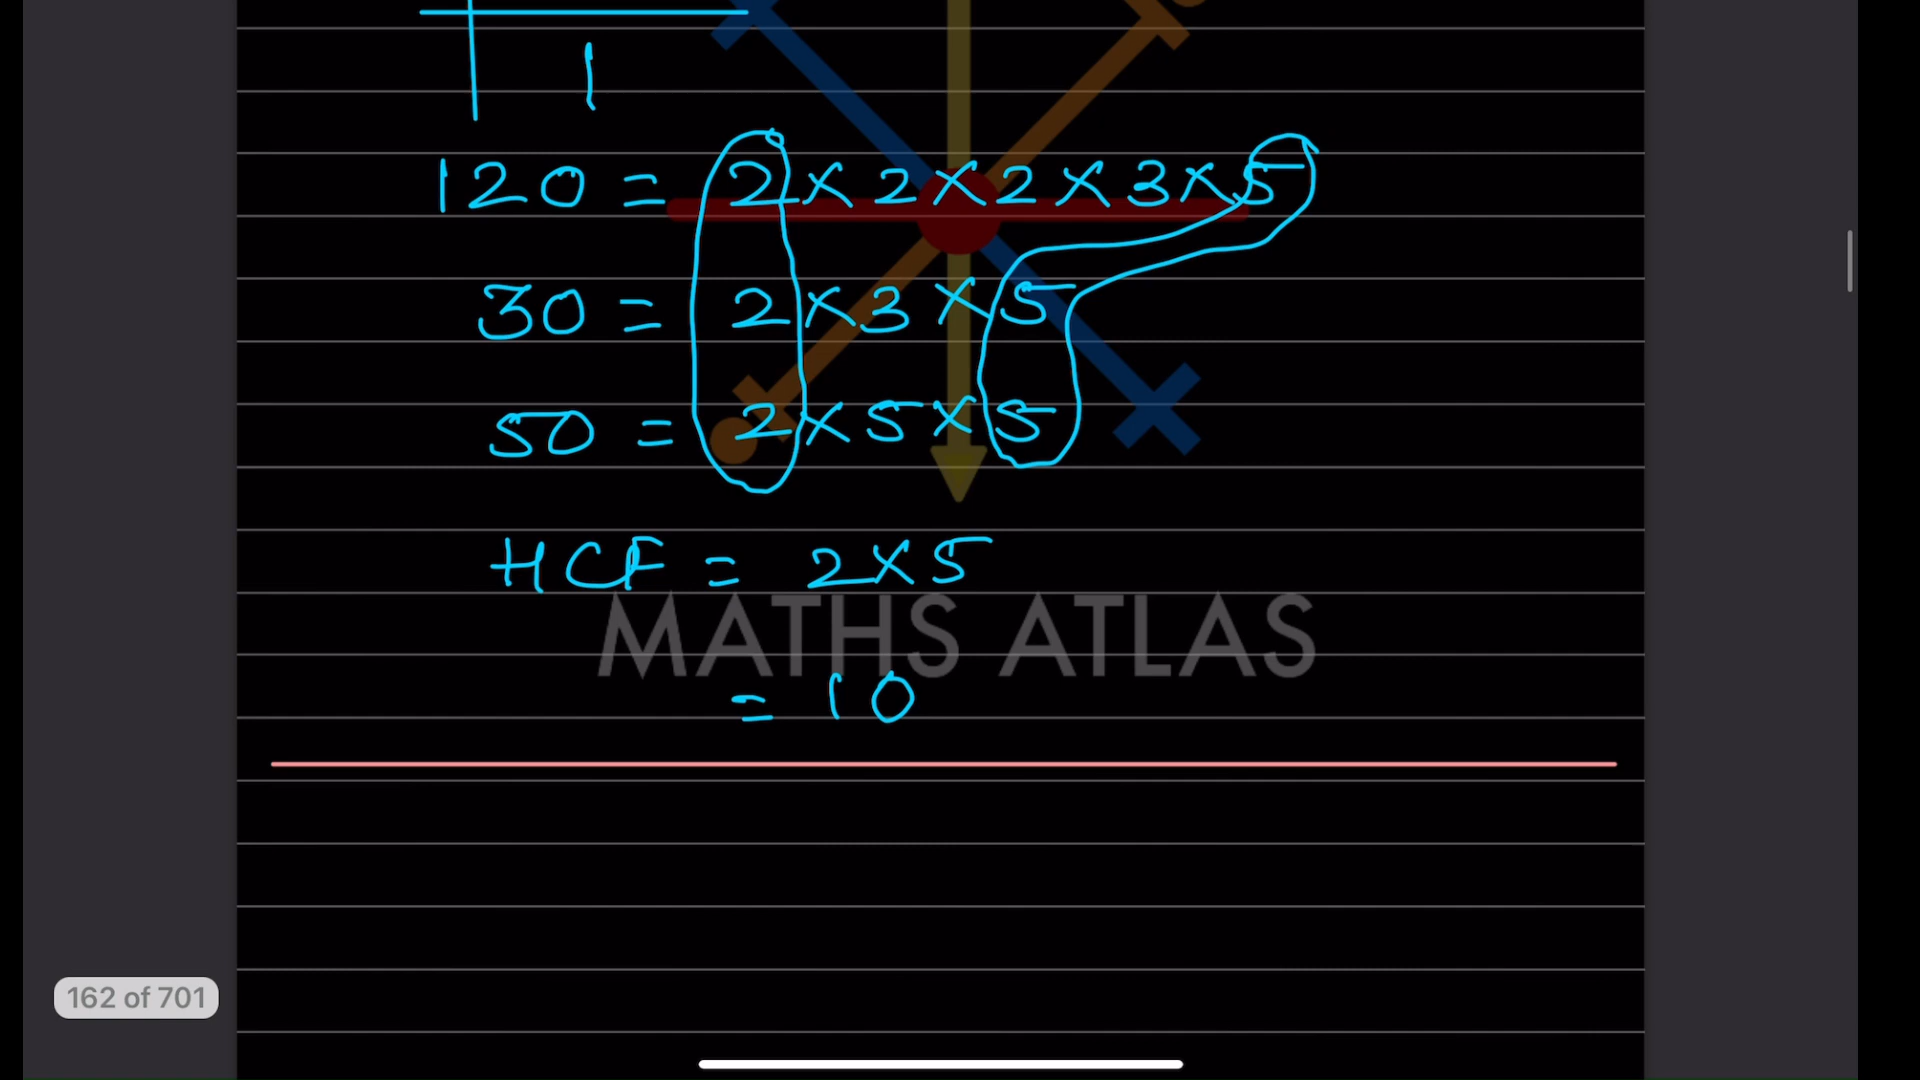 1
120 = 2 × 2 × 2 × 3 × 5
30 = 2 × 3 × 5
50 = 2 × 5 × 5
HCF = 2 × 5
MATHS ATLAS
= 10
162 of 701